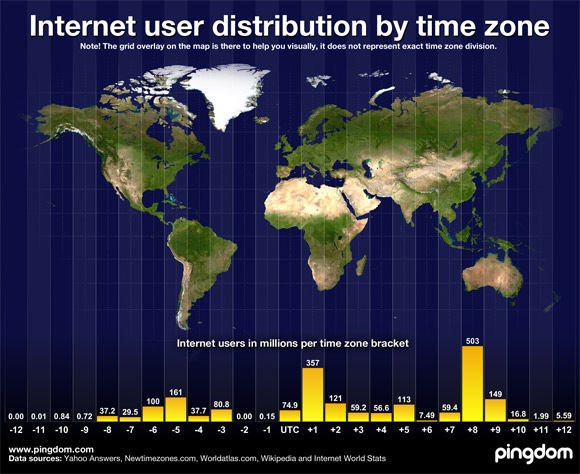 Internet user distribution by time zone
Note! The grid overlay on the map is there to help you visually, it does not represent exact time zone division.
Internet users in millions per time zone bracket
0.00 0.01 0.84 0.72 37.2 29.5 100 161 37.7 80.8 0.00 0.15 74.9 357 121 59.2 56.6 113 7.49 59.4 503 149 16.8 1.99 5.59
-12 -11 -10 -9 -8 -7 -6 -5 -4 -3 -2 -1 UTC +1 +2 +3 +4 +5 +6 +7 +8 +9 +10 +11 +12
www.pingdom.com
Data sources: Yahoo Answers, Newtimezones.com, Worldatlas.com, Wikipedia and Internet World Stats
pingdom